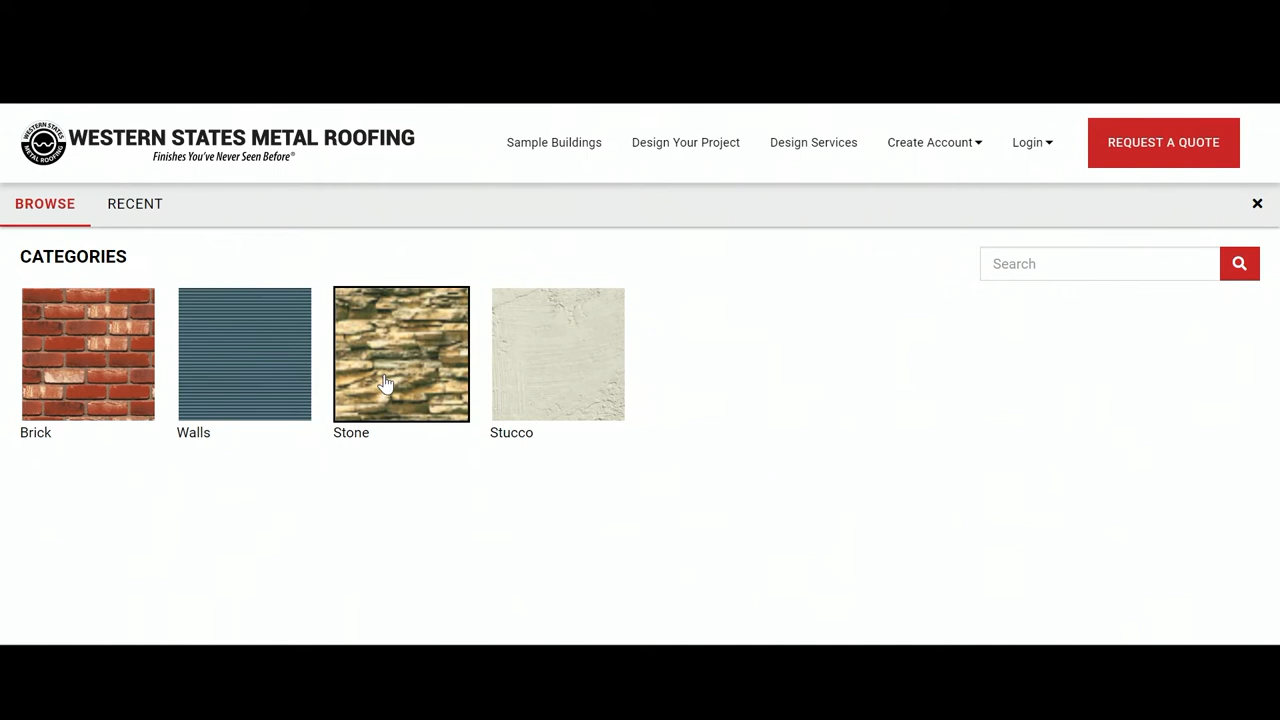 WESTERN STATES
METAL ROOFING
WESTERN STATES METAL ROOFING
Finishes You've Never Seen Before®
Sample Buildings
Design Your Project
Design Services
Create Account
Login
REQUEST A QUOTE
BROWSE
RECENT
CATEGORIES
Search
Brick
Walls
Stone
Stucco